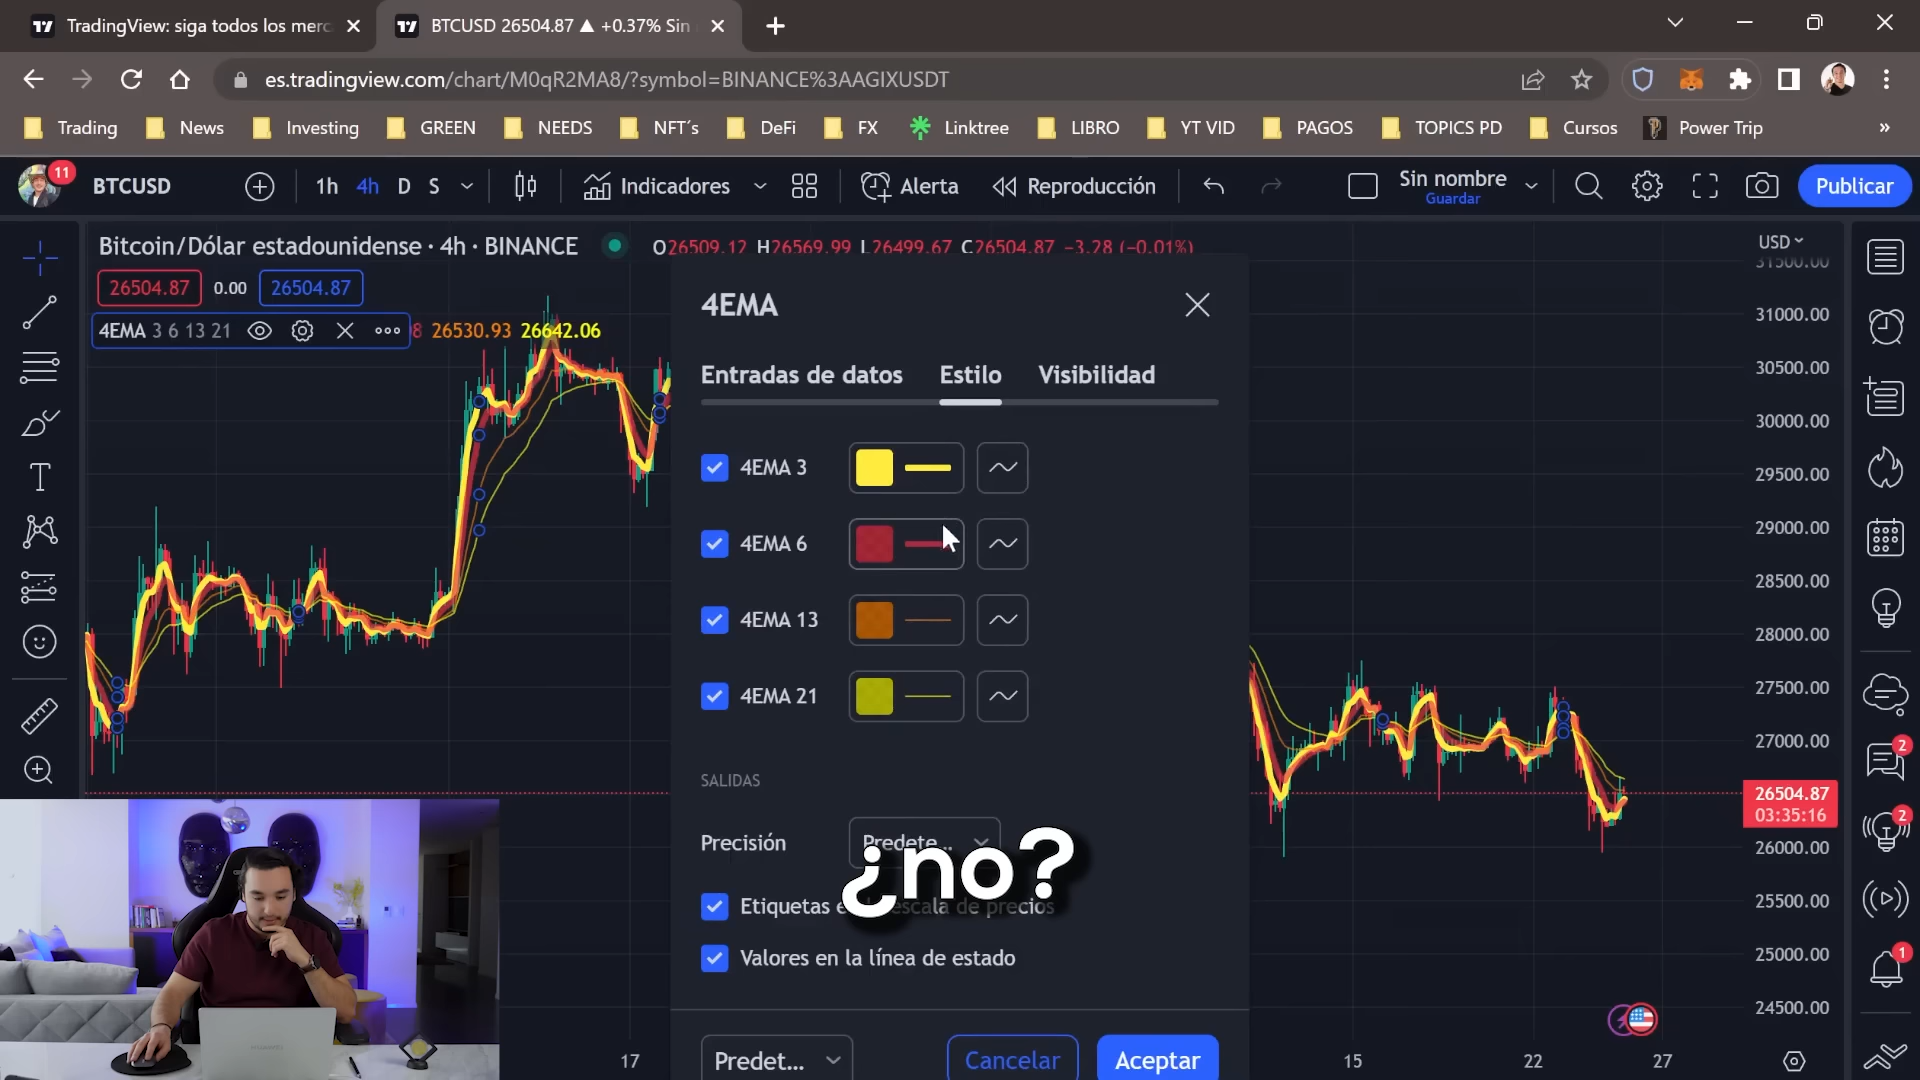 TradingView: siga todos los merc
BTCUSD 26504.87 ▲ +0.37% Sin
es.tradingview.com/chart/M0qR2MA8/?symbol=BINANCE%3AAGIXUSDT
Trading
News
Investing
GREEN
NEEDS
NFT´s
DeFi
FX
Linktree
LIBRO
YT VID
PAGOS
TOPICS PD
Cursos
Power Trip
»
11
BTCUSD
1h
4h
D
S
Indicadores
Alerta
Reproducción
Sin nombre
Guardar
Publicar
Bitcoin/Dólar estadounidense · 4h · BINANCE
O26509.12 H26569.99 L26499.67 C26504.87 −3.28 (−0.01%)
26504.87
0.00
26504.87
4EMA 3 6 13 21
8 26530.93 26642.06
USD
31500.00
31000.00
30500.00
30000.00
29500.00
29000.00
28500.00
28000.00
27500.00
27000.00
26504.87
03:35:16
26000.00
25500.00
25000.00
24500.00
4EMA
Entradas de datos
Estilo
Visibilidad
4EMA 3
4EMA 6
4EMA 13
4EMA 21
SALIDAS
Precisión
Predete...
¿no?
Etiquetas e escala de precios
Valores en la línea de estado
Predet...
Cancelar
Aceptar
17
15
22
27
2
2
1